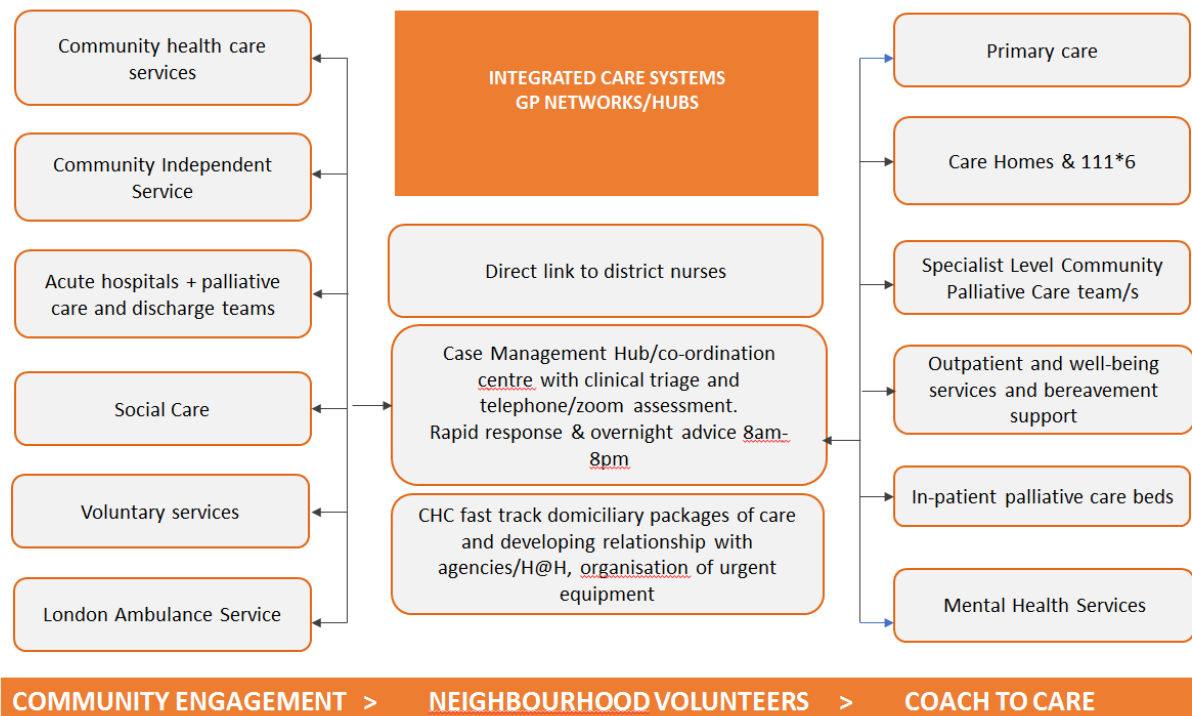 Community health care
services
Community Independent
Service
Acute hospitals + palliative
care and discharge teams
Social Care
Voluntary services
London Ambulance Service
INTEGRATED CARE SYSTEMS
GP NETWORKS/HUBS
Direct link to district nurses
Case Management Hub/co-ordination
centre with clinical triage and
telephone/zoom assessment.
Rapid response & overnight advice 8am-
8pm
CHC fast track domiciliary packages of care
and developing relationship with
agencies/H@H, organisation of urgent
equipment
Primary care
Care Homes & 111*6
Specialist Level Community
Palliative Care team/s
Outpatient and well-being
services and bereavement
support
In-patient palliative care beds
Mental Health Services
COMMUNITY ENGAGEMENT > NEIGHBOURHOOD VOLUNTEERS > COACH TO CARE